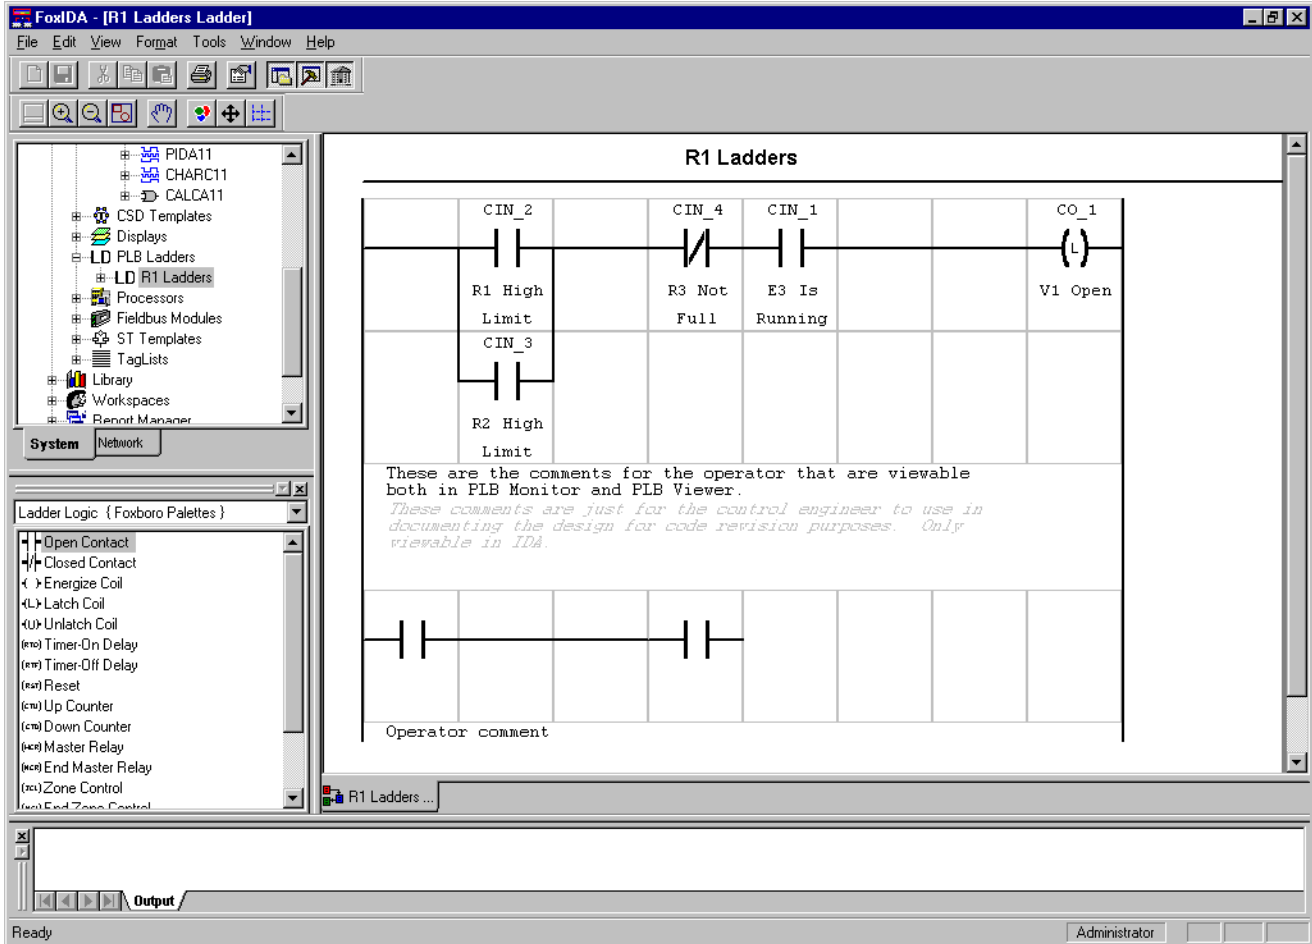 FoxIDA - [R1 Ladders Ladder]
File Edit View Format Tools Window Help
PIDA11
CHARC11
CALCA11
CSD Templates
Displays
LD PLB Ladders
LD R1 Ladders
Processors
Fieldbus Modules
ST Templates
TagLists
Library
Workspaces
Report Manager
System Network
Ladder Logic { Foxboro Palettes }
Open Contact
Closed Contact
Energize Coil
(L) Latch Coil
(U) Unlatch Coil
Timer-On Delay
Timer-Off Delay
(RST) Reset
Up Counter
Down Counter
Master Relay
End Master Relay
Zone Control
End Zone Control
R1 Ladders
CIN_2 CIN_4 CIN_1 CO_1
L
R1 High R3 Not E3 Is V1 Open
Limit Full Running
CIN_3
R2 High
Limit
These are the comments for the operator that are viewable
both in PLB Monitor and PLB Viewer.
These comments are just for the control engineer to use in
documenting the design for code revision purposes. Only
viewable in IDA.
Operator comment
R1 Ladders ...
Output
Ready Administrator